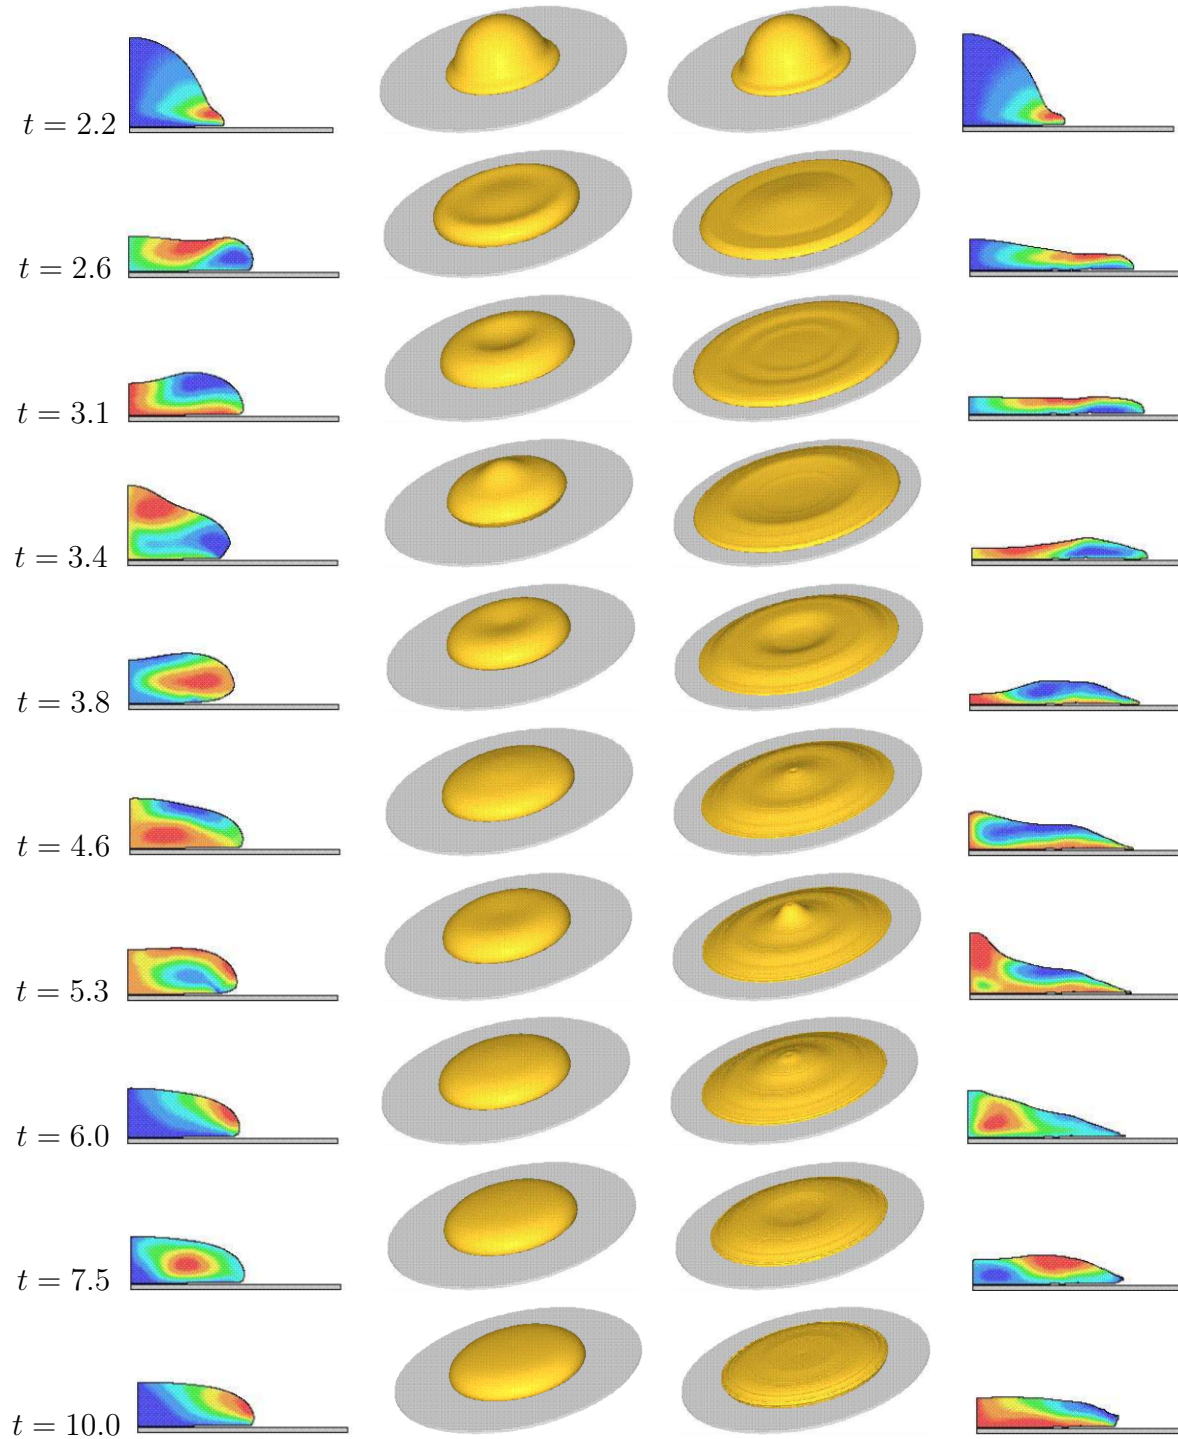 t = 2.2
t = 2.6
t = 3.1
t = 3.4
t = 3.8
t = 4.6
t = 5.3
t = 6.0
t = 7.5
t = 10.0